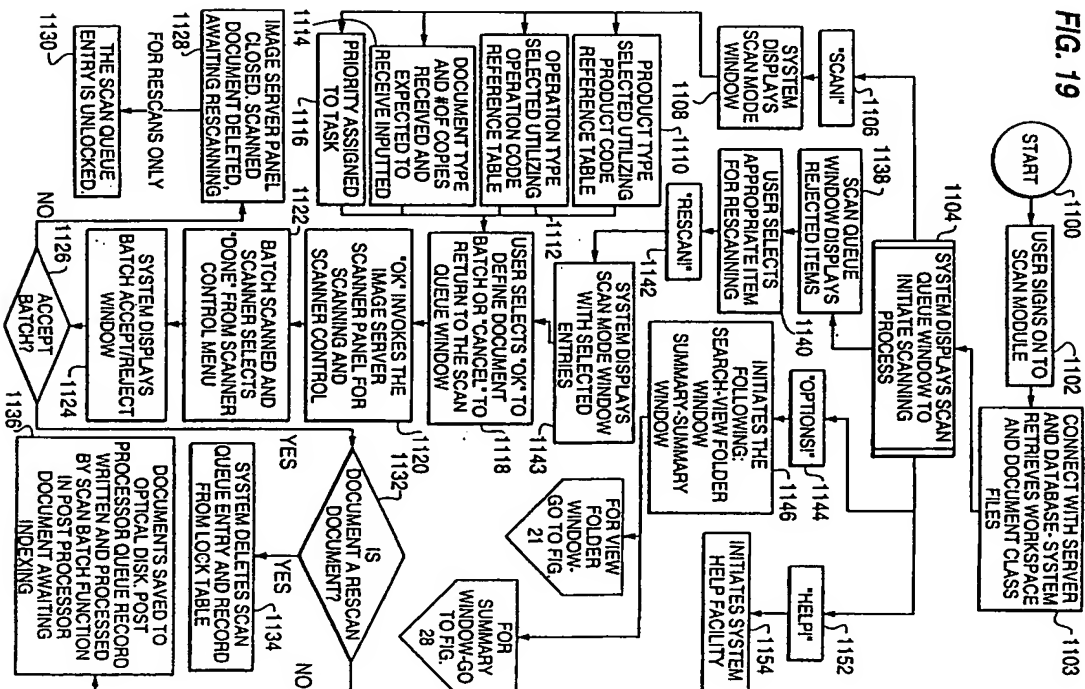 FIG. 19
START
1100
USER SIGNS ON TO
SCAN MODULE
1102
CONNECT WITH SERVER
AND DATABASE- SYSTEM
RETRIEVES WORKSPACE
AND DOCUMENT CLASS
FILES
1103
1104
SYSTEM DISPLAYS SCAN
QUEUE WINDOW TO
INITIATE SCANNING
PROCESS
"SCAN!"
1106
SYSTEM
DISPLAYS
SCAN MODE
WINDOW
1108
PRODUCT TYPE
SELECTED UTILIZING
PRODUCT CODE
REFERENCE TABLE
1110
OPERATION TYPE
SELECTED UTILIZING
OPERATION CODE
REFERENCE TABLE
1112
DOCUMENT TYPE
AND #OF COPIES
RECEIVED AND
EXPECTED TO
RECEIVE INPUTTED
1114
PRIORITY ASSIGNED
TO TASK
1116
1138
SCAN QUEUE
WINDOW DISPLAYS
REJECTED ITEMS
USER SELECTS
APPROPRIATE ITEM
FOR RESCANNING
1140
"RESCAN!"
1142
SYSTEM DISPLAYS
SCAN MODE WINDOW
WITH SELECTED
ENTRIES
1143
USER SELECTS "OK" TO
DEFINE DOCUMENT
BATCH OR "CANCEL" TO
RETURN TO THE SCAN
QUEUE WINDOW
1118
"OK' INVOKES THE
IMAGE SERVER
PANEL FOR
SCANNING AND
SCANNER CONTROL
1120
1122
BATCH SCANNED AND
SCANNER SELECTS
"DONE" FROM SCANNER
CONTROL MENU
SYSTEM DISPLAYS
BATCH ACCEPT/REJECT
WINDOW
1124
1126
ACCEPT
BATCH?
NO
YES
IMAGE SERVER PANEL
CLOSED. SCANNED
DOCUMENT DELETED,
AWAITING RESCANNING
1128
FOR RESCANS ONLY
THE SCAN QUEUE
ENTRY IS UNLOCKED,
1130
"OPTIONS!"
1144
INITIATES THE
FOLLOWING:
SEARCH-VIEW FOLDER
WINDOW
SUMMARY-SUMMARY
WINDOW
1146
FOR VIEW
FOLDER
WINDOW-
GO TO FIG.
21
FOR
SUMMARY
WINDOW-GO
TO FIG.
28
"HELP!"
1152
INITIATES SYSTEM
HELP FACILITY
1154
1132
IS
DOCUMENT A RESCAN
DOCUMENT?
YES
NO
SYSTEM DELETES SCAN
QUEUE ENTRY AND RECORD
FROM LOCK TABLE
1134
1136
DOCUMENTS SAVED TO
OPTICAL DISK. POST
PROCESSOR QUEUE RECORD
WRITTEN AND PROCESSED
BY SCAN BATCH FUNCTION
IN POST PROCESSOR
DOCUMENT AWAITING
INDEXING